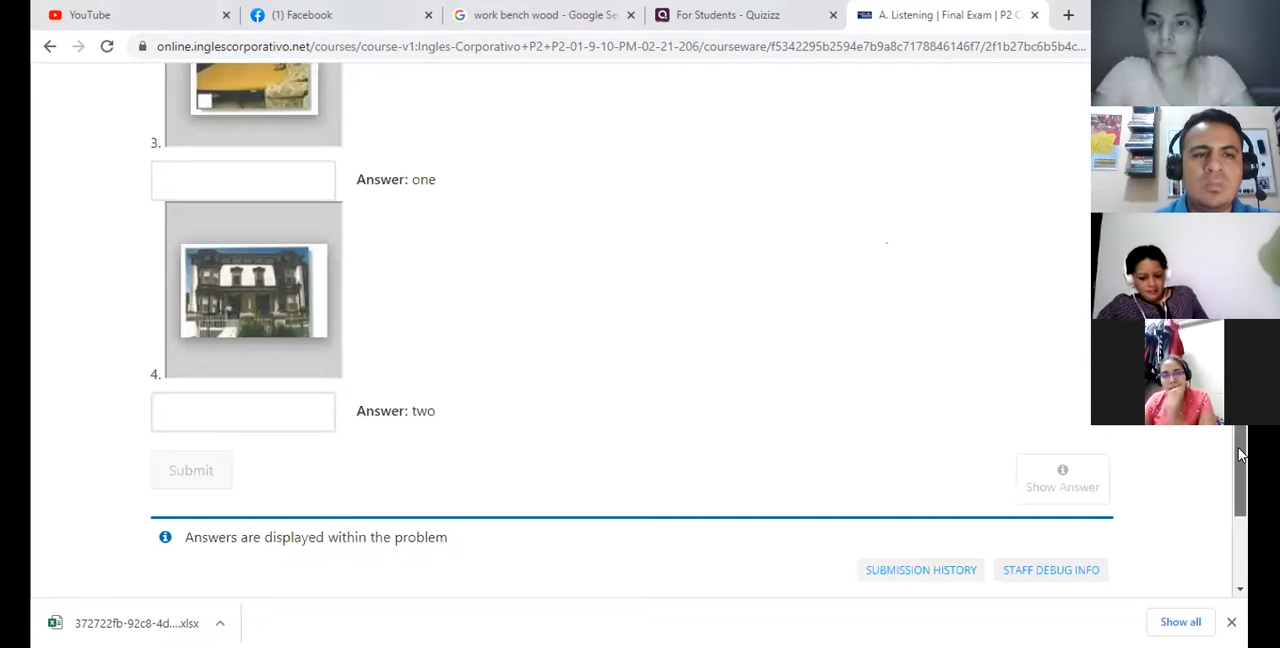 YouTube
(1) Facebook
work bench wood - Google Se
For Students - Quizizz
A. Listening | Final Exam | P2 C
online.inglescorporativo.net/courses/course-v1:Ingles-Corporativo+P2+P2-01-9-10-PM-02-21-206/courseware/f5342295b2594e7b9a8c7178846146f7/2f1b27bc6b5b4c...
3.
Answer: one
4.
Answer: two
Submit
Show Answer
Answers are displayed within the problem
SUBMISSION HISTORY
STAFF DEBUG INFO
372722fb-92c8-4d....xlsx
Show all